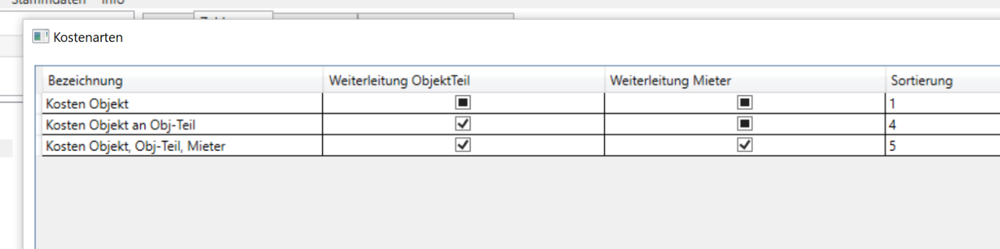 Stammdaten Info
Kostenarten
Bezeichnung Weiterleitung ObjektTeil Weiterleitung Mieter Sortierung
Kosten Objekt 1
Kosten Objekt an Obj-Teil 4
Kosten Objekt, Obj-Teil, Mieter 5